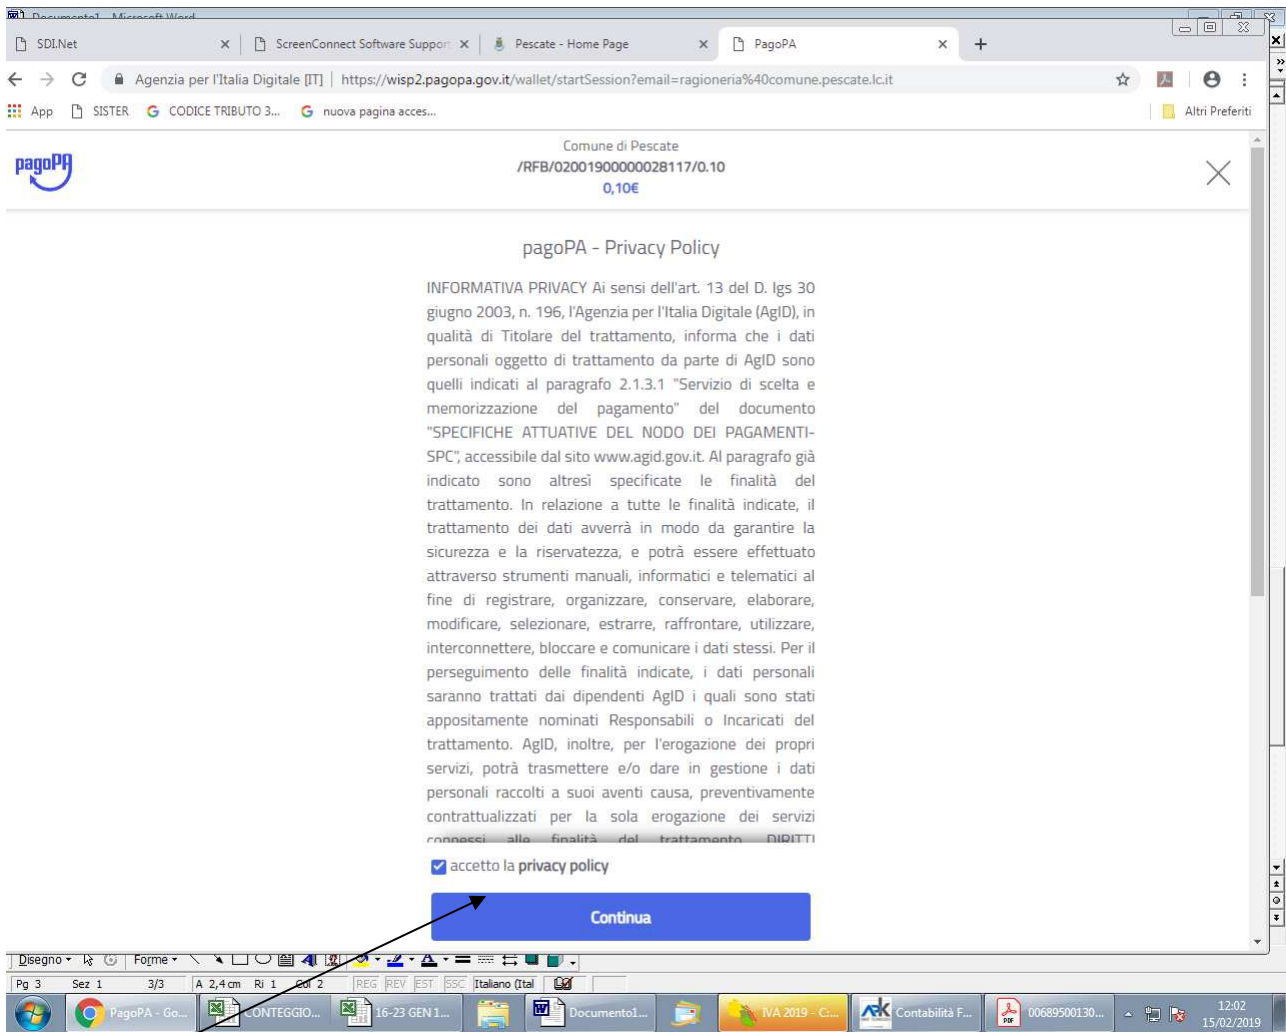 Documento1 - Microsoft Word
SDI.Net
ScreenConnect Software Support
Pescate - Home Page
PagoPA
Agenzia per l'Italia Digitale [IT] | https://wisp2.pagopa.gov.it/wallet/startSession?email=ragioneria%40comune.pescate.lc.it
App SISTER CODICE TRIBUTO 3... nuova pagina acces... Altri Preferiti
pagoPA
Comune di Pescate
/RFB/02001900000028117/0.10
0,10€
pagoPA - Privacy Policy
INFORMATIVA PRIVACY Ai sensi dell'art. 13 del D. lgs 30
giugno 2003, n. 196, l'Agenzia per l'Italia Digitale (AgID), in
qualità di Titolare del trattamento, informa che i dati
personali oggetto di trattamento da parte di AgID sono
quelli indicati al paragrafo 2.1.3.1 "Servizio di scelta e
memorizzazione del pagamento" del documento
"SPECIFICHE ATTUATIVE DEL NODO DEI PAGAMENTI-
SPC", accessibile dal sito www.agid.gov.it. Al paragrafo già
indicato sono altresì specificate le finalità del
trattamento. In relazione a tutte le finalità indicate, il
trattamento dei dati avverrà in modo da garantire la
sicurezza e la riservatezza, e potrà essere effettuato
attraverso strumenti manuali, informatici e telematici al
fine di registrare, organizzare, conservare, elaborare,
modificare, selezionare, estrarre, raffrontare, utilizzare,
interconnettere, bloccare e comunicare i dati stessi. Per il
perseguimento delle finalità indicate, i dati personali
saranno trattati dai dipendenti AgID i quali sono stati
appositamente nominati Responsabili o Incaricati del
trattamento. AgID, inoltre, per l'erogazione dei propri
servizi, potrà trasmettere e/o dare in gestione i dati
personali raccolti a suoi aventi causa, preventivamente
contrattualizzati per la sola erogazione dei servizi
connessi alle finalità del trattamento DIRITTI
accetto la privacy policy
Continua
Disegno Forme
Pg 3 Sez 1 3/3 A 2,4 cm Ri 1 Col 2 REG REV EST SSC Italiano (Ital
PagoPA - Go... CONTEGGIO... 16-23 GEN 1... Documento1... IVA 2019 - C:... ARK Contabilità F... PDF 00689500130... 12:02
15/02/2019